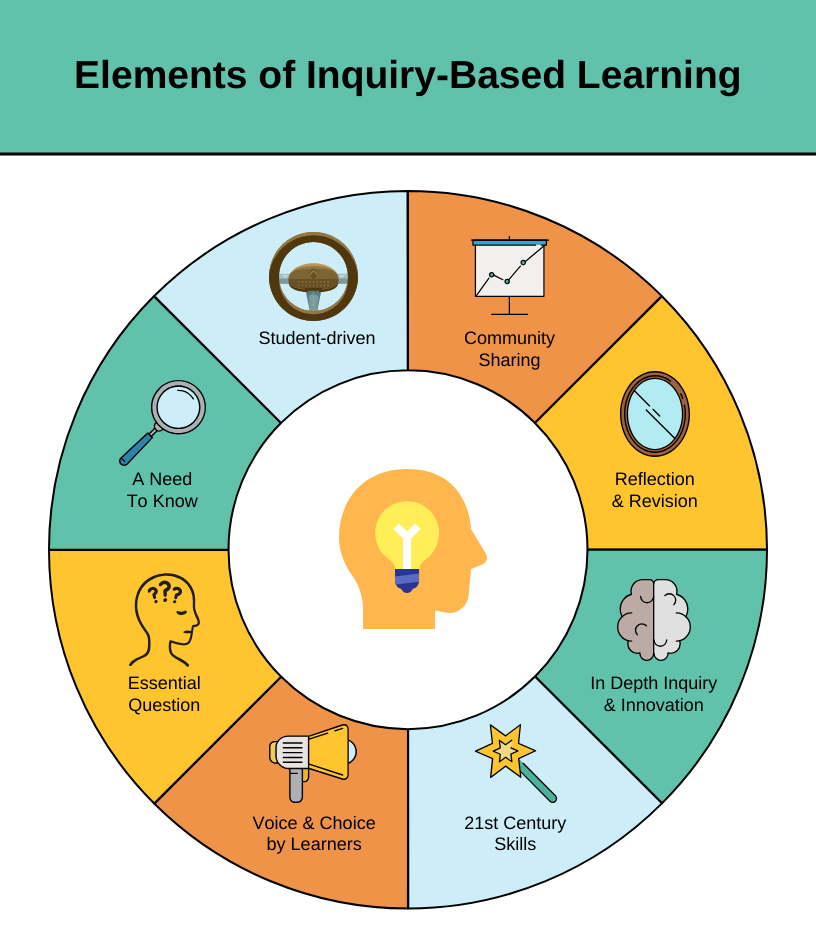 Elements of Inquiry-Based Learning
Student-driven
Community
Sharing
A Need
To Know
Reflection
& Revision
Essential
Question
In Depth Inquiry
& Innovation
Voice & Choice
by Learners
21st Century
Skills